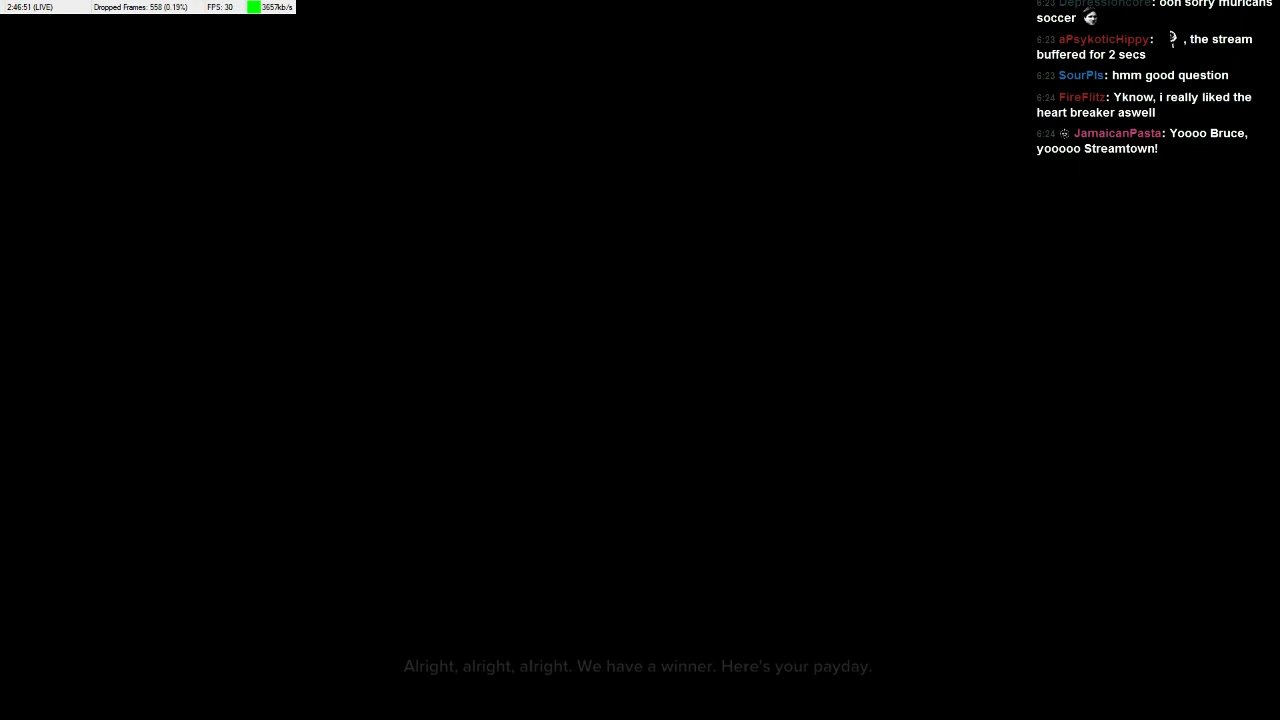 2:46:51 (LIVE) Dropped Frames: 558 (0.19%) FPS: 30 3657kb/s
6:23 Depressioncore: ooh sorry muricans
soccer
6:23 aPsykoticHippy: , the stream
buffered for 2 secs
6:23 SourPls: hmm good question
6:24 FireFlitz: Yknow, i really liked the
heart breaker aswell
6:24 JamaicanPasta: Yoooo Bruce,
yooooo Streamtown!
Alright, alright, alright. We have a winner. Here's your payday.